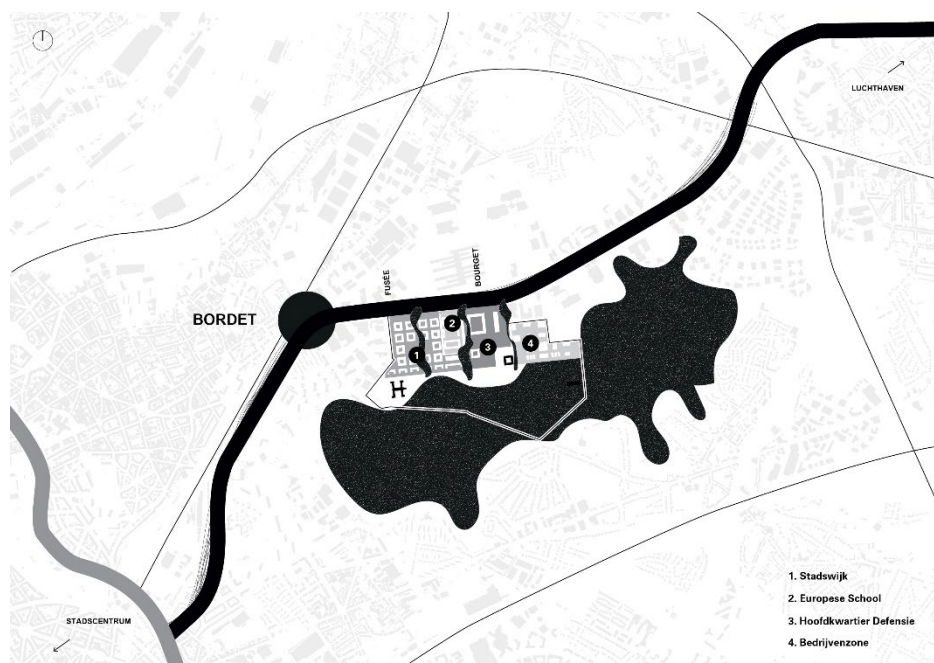 LUCHTHAVEN
FUSÉE
BOURGET
BORDET
2
1
3
4
1. Stadswijk
2. Europese School
3. Hoofdkwartier Defensie
4. Bedrijvenzone
STADSCENTRUM